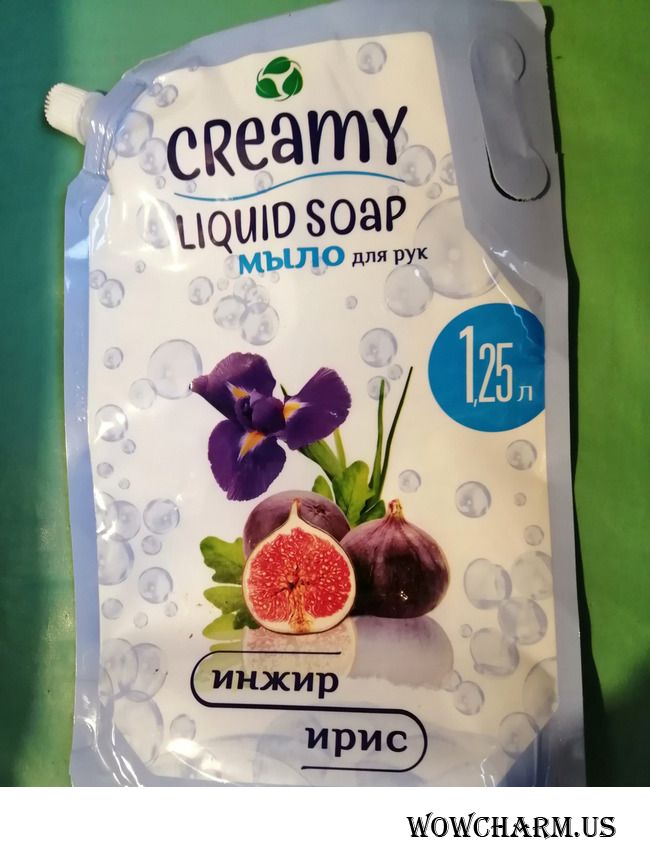 CREAMY
LIQUID SOAP
МЫЛО для рук
1,25 л
инжир
ирис
WOWCHARM.US